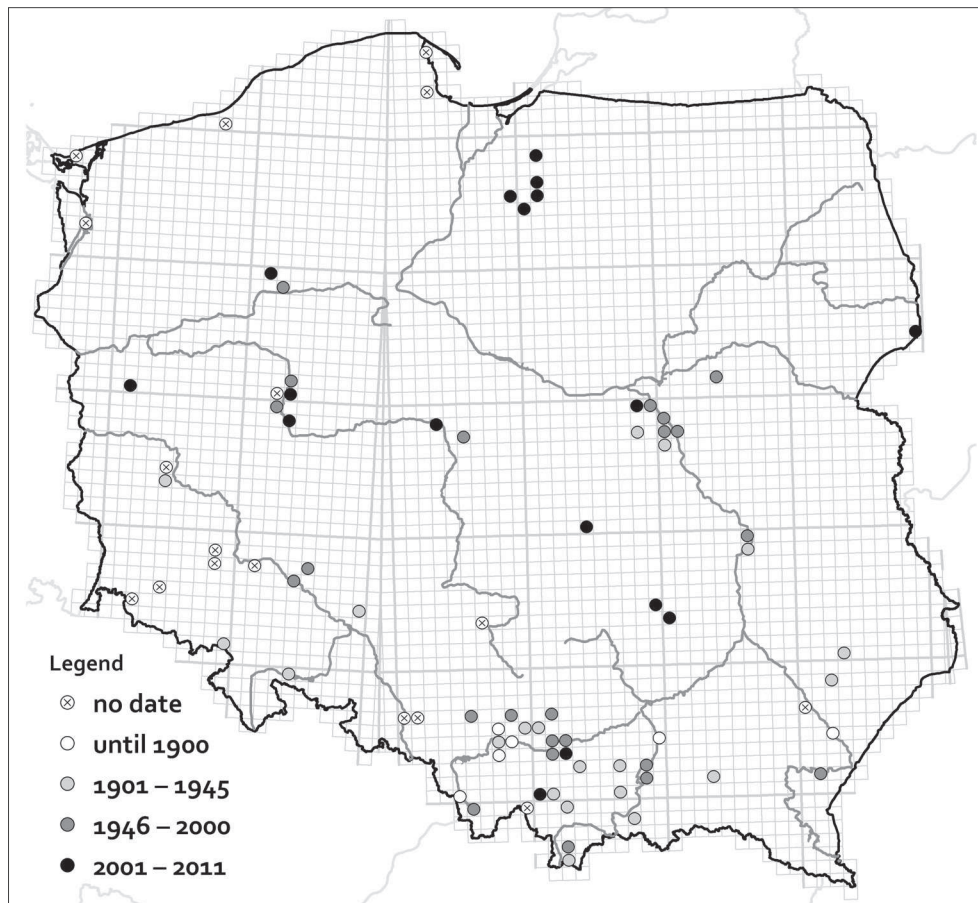 Legend
no date
until 1900
1901 – 1945
1946 – 2000
2001 – 2011